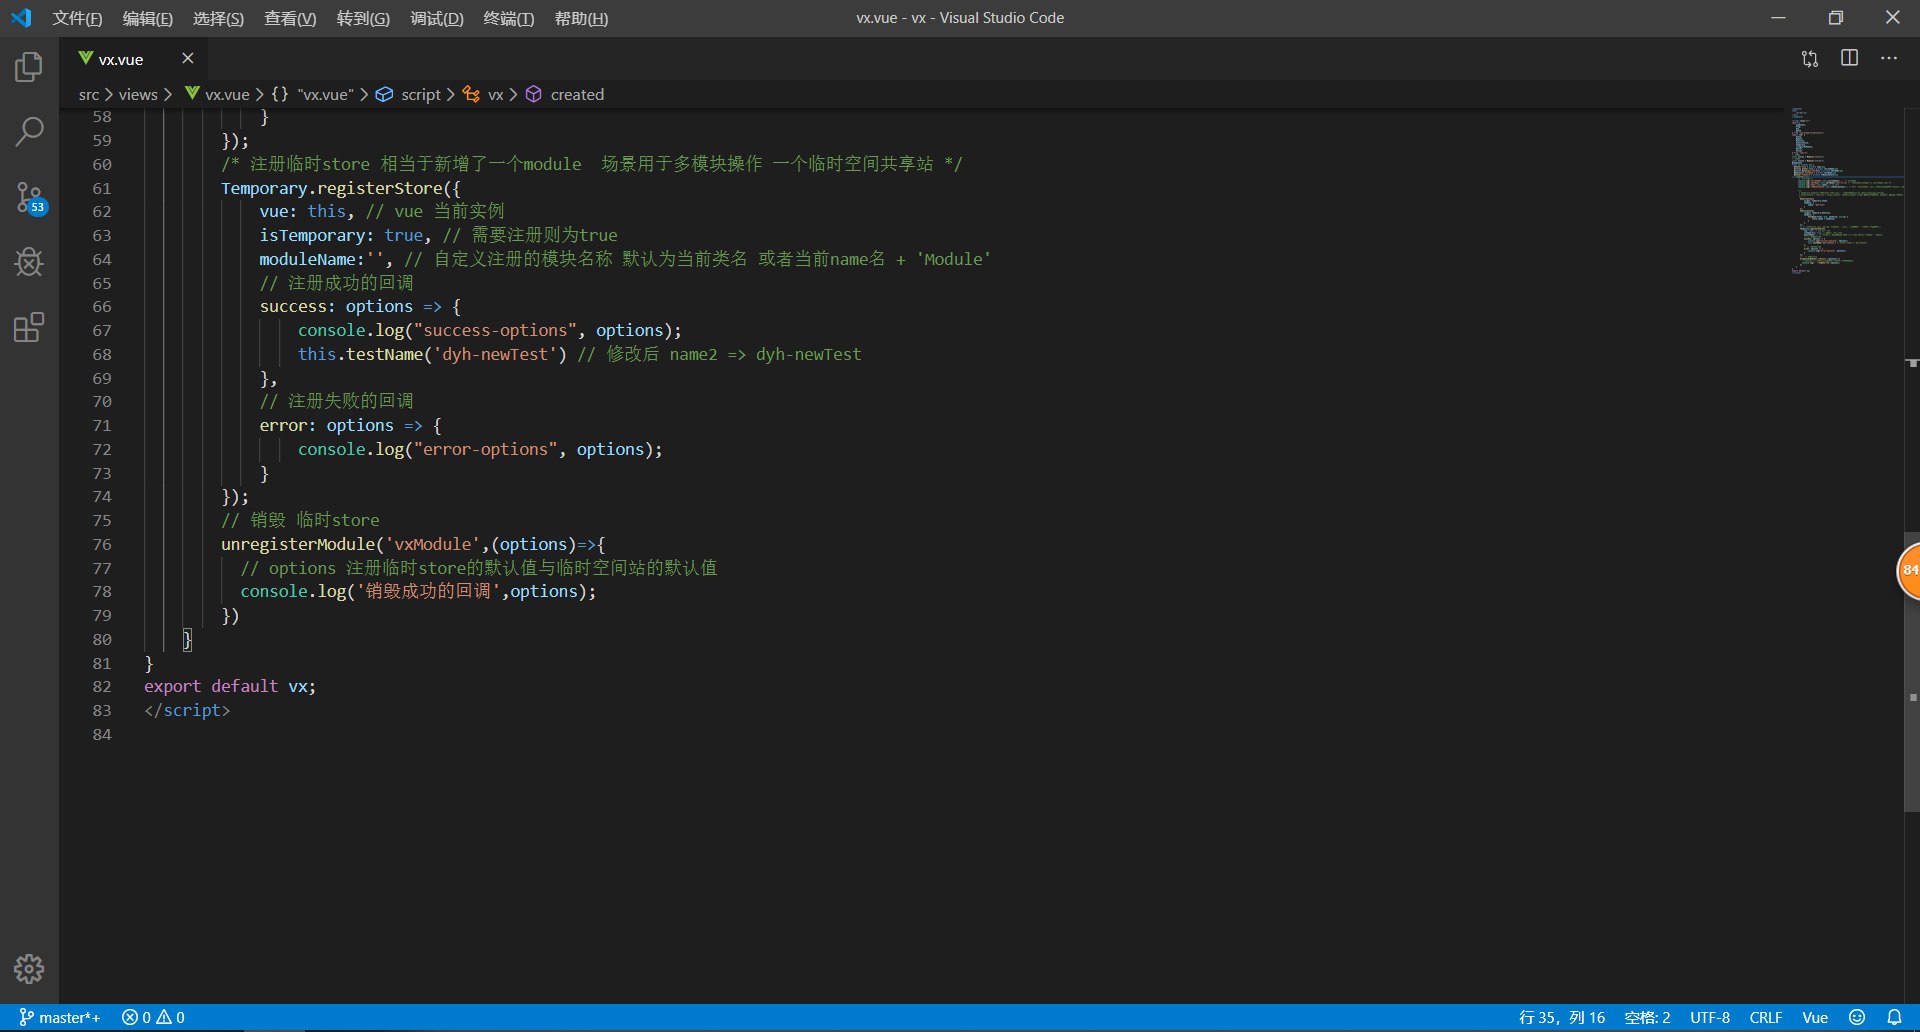 文件(F) 编辑(E) 选择(S) 查看(V) 转到(G) 调试(D) 终端(T) 帮助(H) vx.vue - vx - Visual Studio Code
vx.vue
src > views > vx.vue > {} "vx.vue" > script > vx > created
58 }
59 });
60 /* 注册临时store 相当于新增了一个module  场景用于多模块操作 一个临时空间共享站 */
61 Temporary.registerStore({
62 vue: this, // vue 当前实例
63 isTemporary: true, // 需要注册则为true
64 moduleName:'', // 自定义注册的模块名称 默认为当前类名 或者当前name名 + 'Module'
65 // 注册成功的回调
66 success: options => {
67 console.log("success-options", options);
68 this.testName('dyh-newTest') // 修改后 name2 => dyh-newTest
69 },
70 // 注册失败的回调
71 error: options => {
72 console.log("error-options", options);
73 }
74 });
75 // 销毁 临时store
76 unregisterModule('vxModule',(options)=>{
77 // options 注册临时store的默认值与临时空间站的默认值
78 console.log('销毁成功的回调',options);
79 })
80 }
81 }
82 export default vx;
83 </script>
84
53
84
master*+ 0 0 行 35，列 16 空格: 2 UTF-8 CRLF Vue